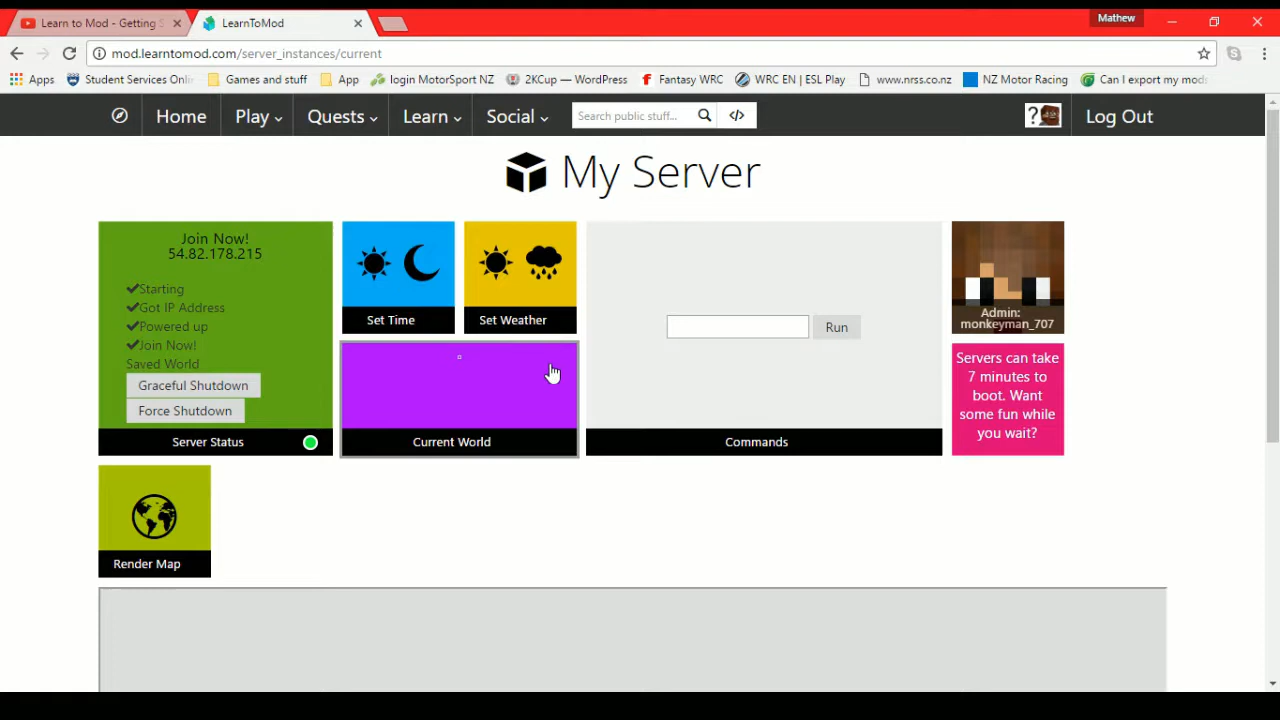 Mathew
Learn to Mod - Getting S
LearnToMod
mod.learntomod.com/server_instances/current
Apps
Student Services Onli
Games and stuff
App
login Motorsport NZ
2KCup — WordPress
Fantasy WRC
WRC EN | ESL Play
www.nrss.co.nz
NZ Motor Racing
Can I export my mods
Home
Play
Quests
Learn
Social
Search public stuff...
</>
?
Log Out
My Server
Join Now!
54.82.178.215
✔Starting
✔Got IP Address
✔Powered up
✔Join Now!
Saved World
Graceful Shutdown
Force Shutdown
Server Status
Set Time
Set Weather
Current World
Run
Commands
Admin:
monkeyman_707
Servers can take
7 minutes to
boot. Want
some fun while
you wait?
Render Map